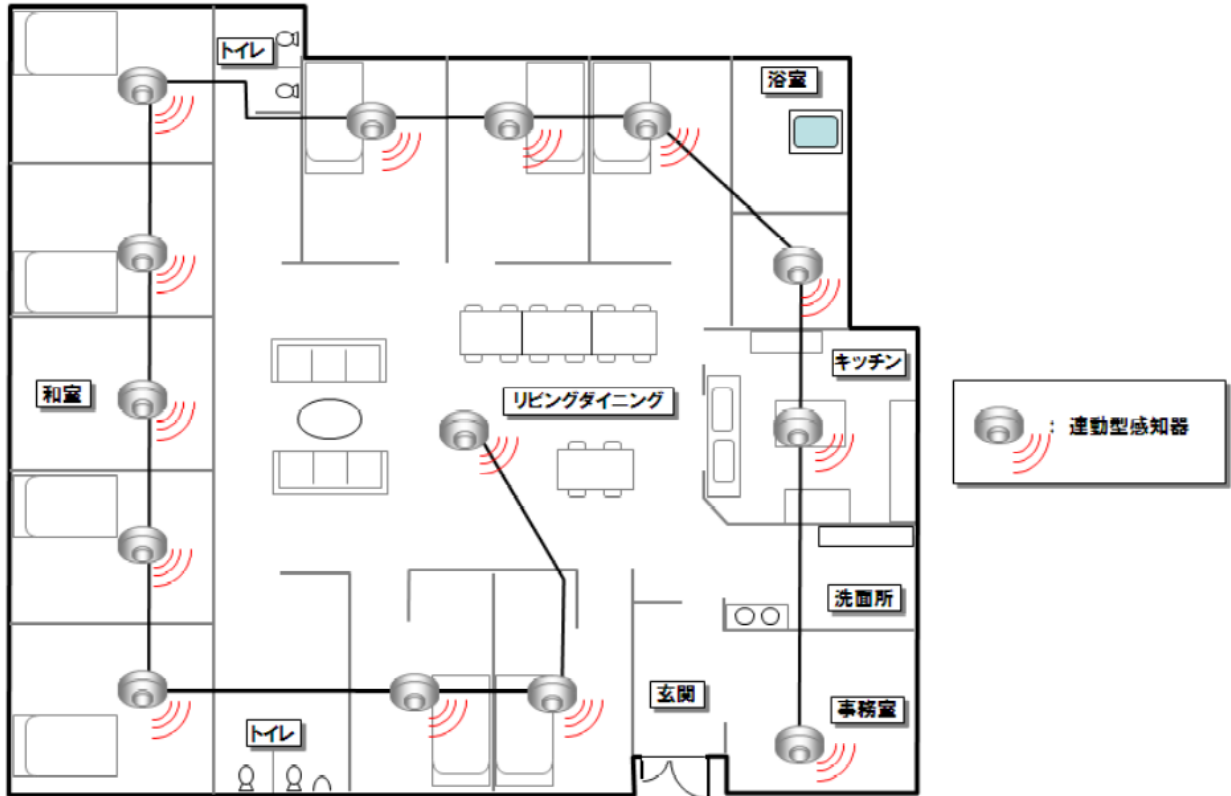 トイレ
浴室
キッチン
和室
リビングダイニング
：連動型感知器
洗面所
玄関
事務室
トイレ